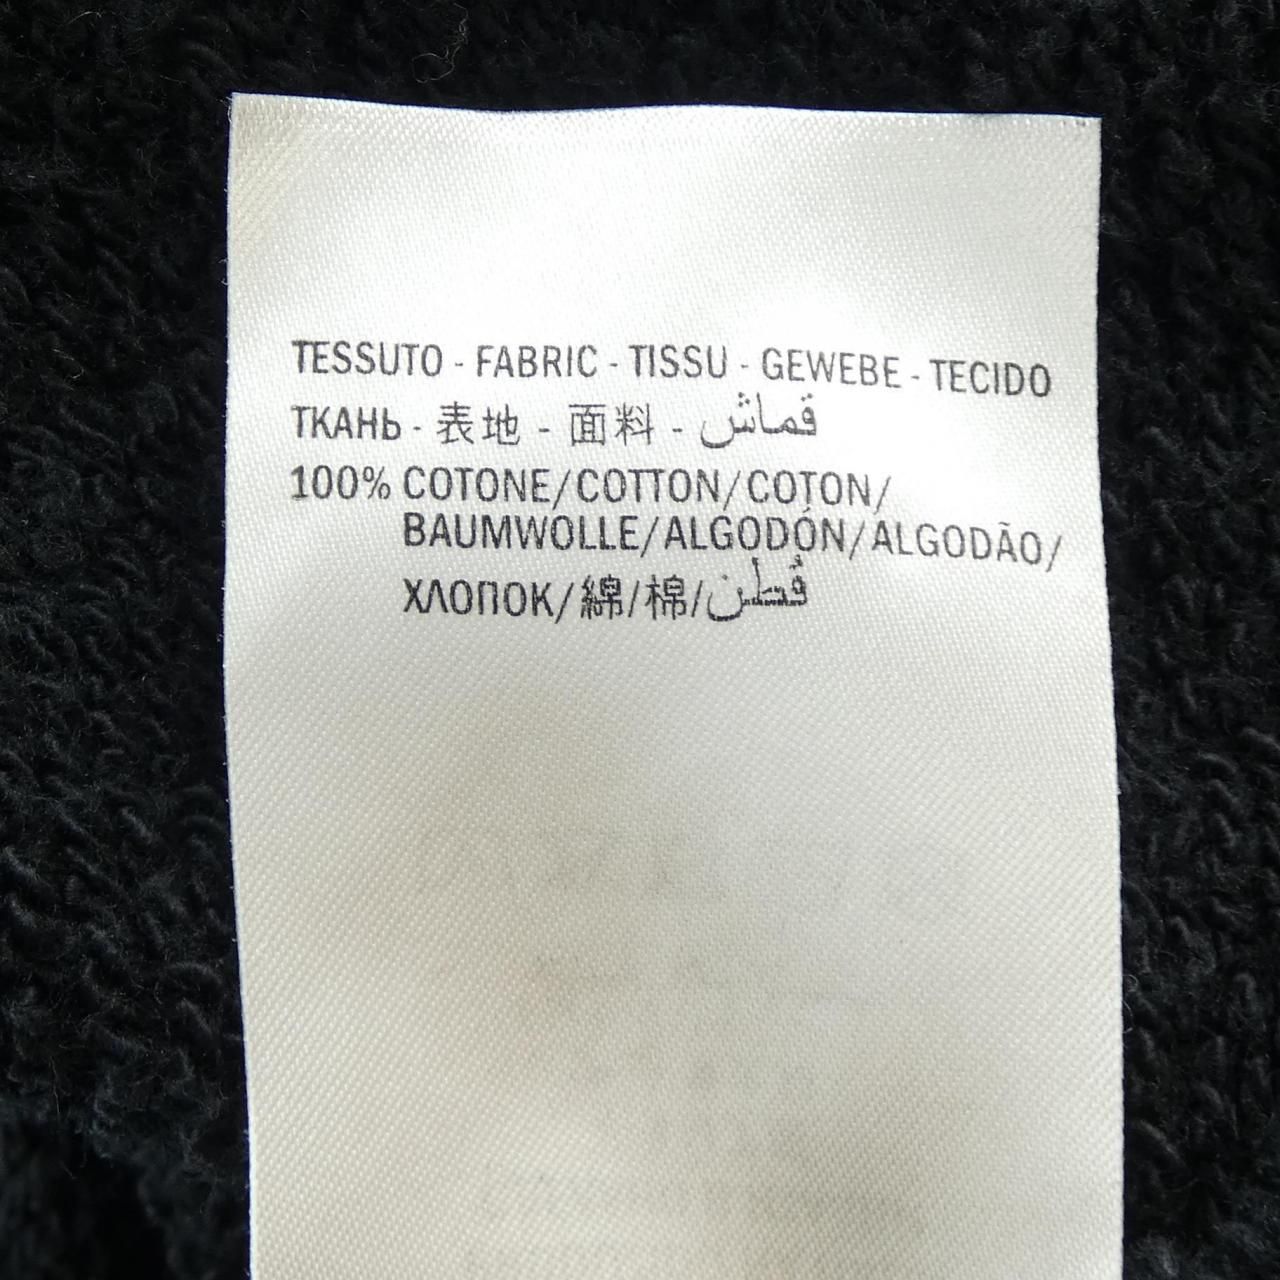 TESSUTO - FABRIC - TISSU - GEWEBE - TECIDO
ТКАНЬ - 表地 - 面料 - قماش
100% COTONE/COTTON/COTON/
BAUMWOLLE/ALGODÓN/ALGODÃO/
ХЛОПОК/綿/棉/قُطن